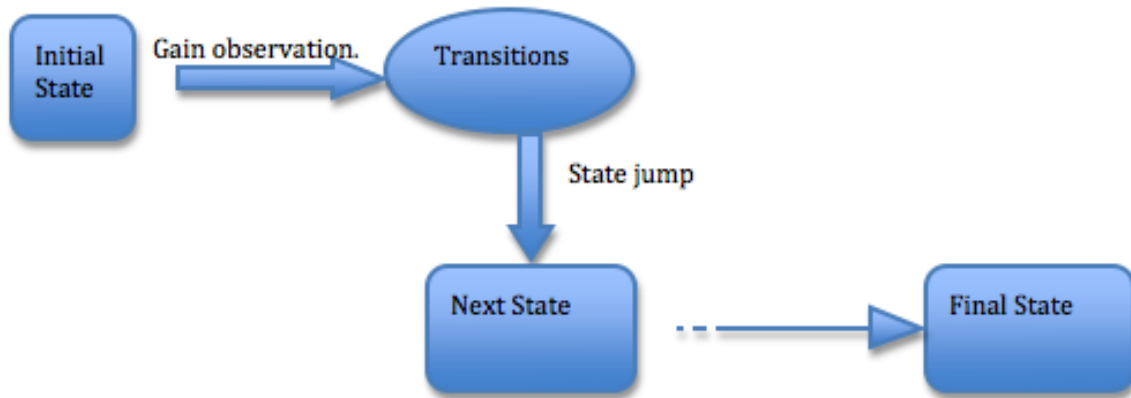 Initial
State
Gain observation.
Transitions
State jump
Next State
Final State